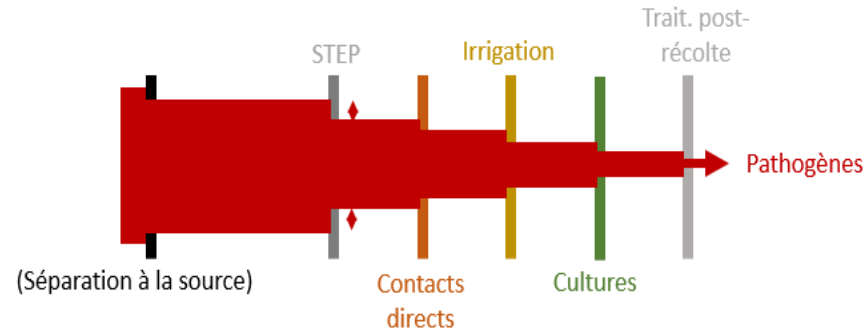 Trait. post-
récolte
STEP
Irrigation
Pathogènes
(Séparation à la source)
Contacts
directs
Cultures